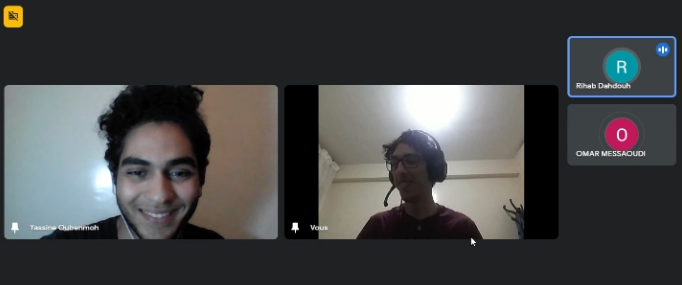 R
Rihab Dahdouh
O
OMAR MESSAOUDI
Yassine Oubenmoh
Vous